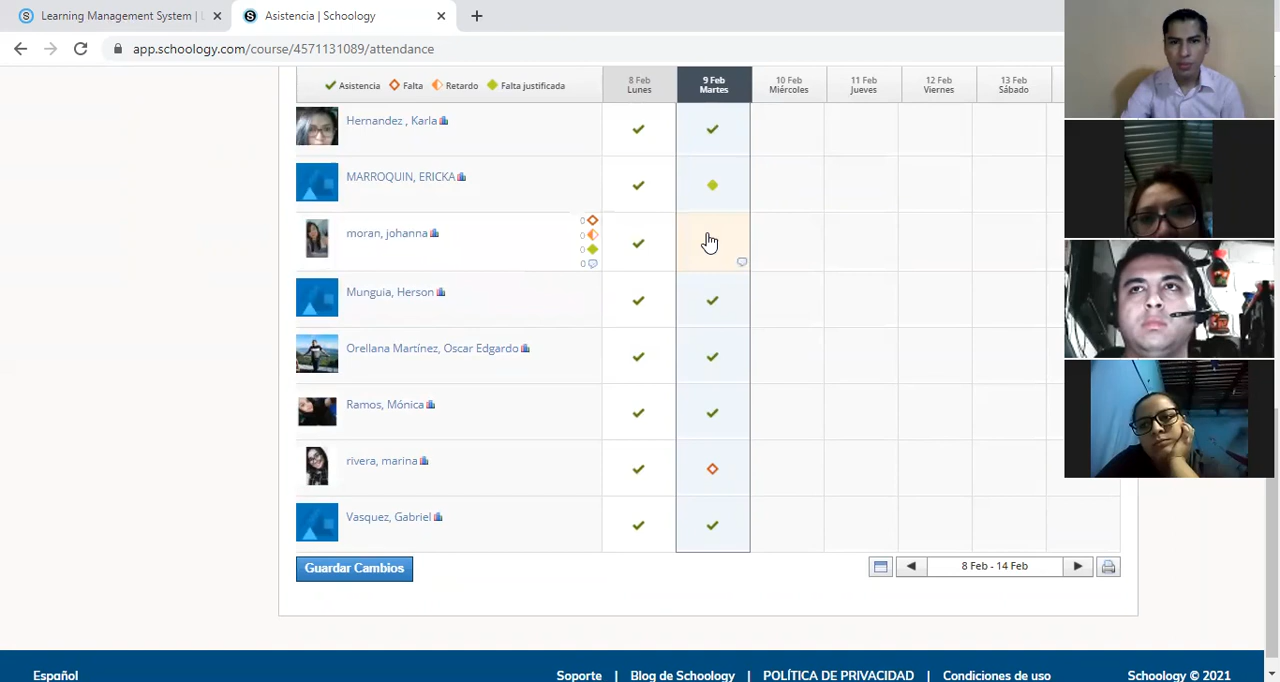 Learning Management System | L
Asistencia | Schoology
app.schoology.com/course/4571131089/attendance
Asistencia Falta Retardo Falta justificada
8 Feb 9 Feb 10 Feb 11 Feb 12 Feb 13 Feb
Lunes Martes Miércoles Jueves Viernes Sábado
Hernandez , Karla
MARROQUIN, ERICKA
0
moran, johanna 0
0
0
Munguia, Herson
Orellana Martínez, Oscar Edgardo
Ramos, Mónica
rivera, marina
Vasquez, Gabriel
Guardar Cambios 8 Feb - 14 Feb
Español Soporte | Blog de Schoology | POLÍTICA DE PRIVACIDAD | Condiciones de uso Schoology © 2021